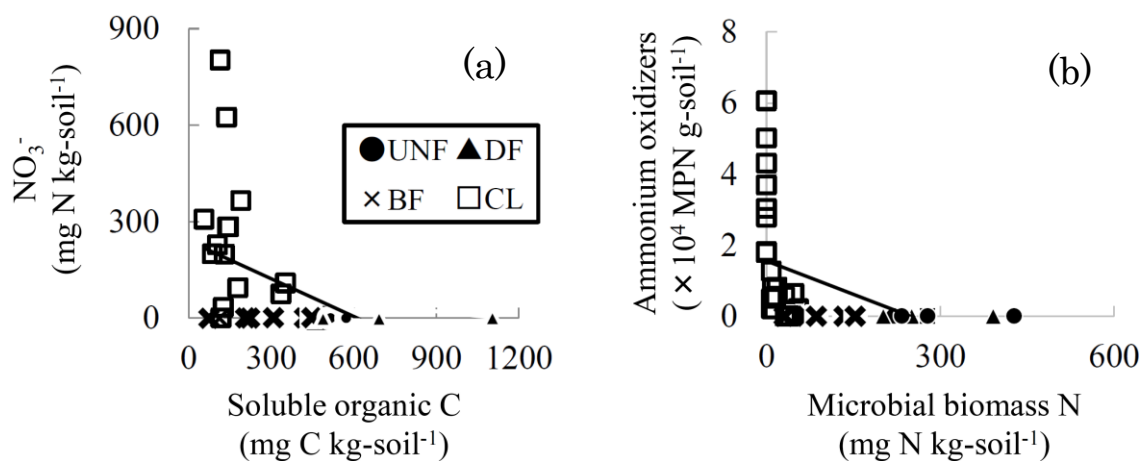 (a)
NO₃⁻
(mg N kg-soil⁻¹)
900
600
300
0
0 300 600 900 1200
UNF DF
BF CL
Soluble organic C
(mg C kg-soil⁻¹)
(b)
Ammonium oxidizers
(×10⁴ MPN g-soil⁻¹)
8
6
4
2
0
0 300 600
Microbial biomass N
(mg N kg-soil⁻¹)